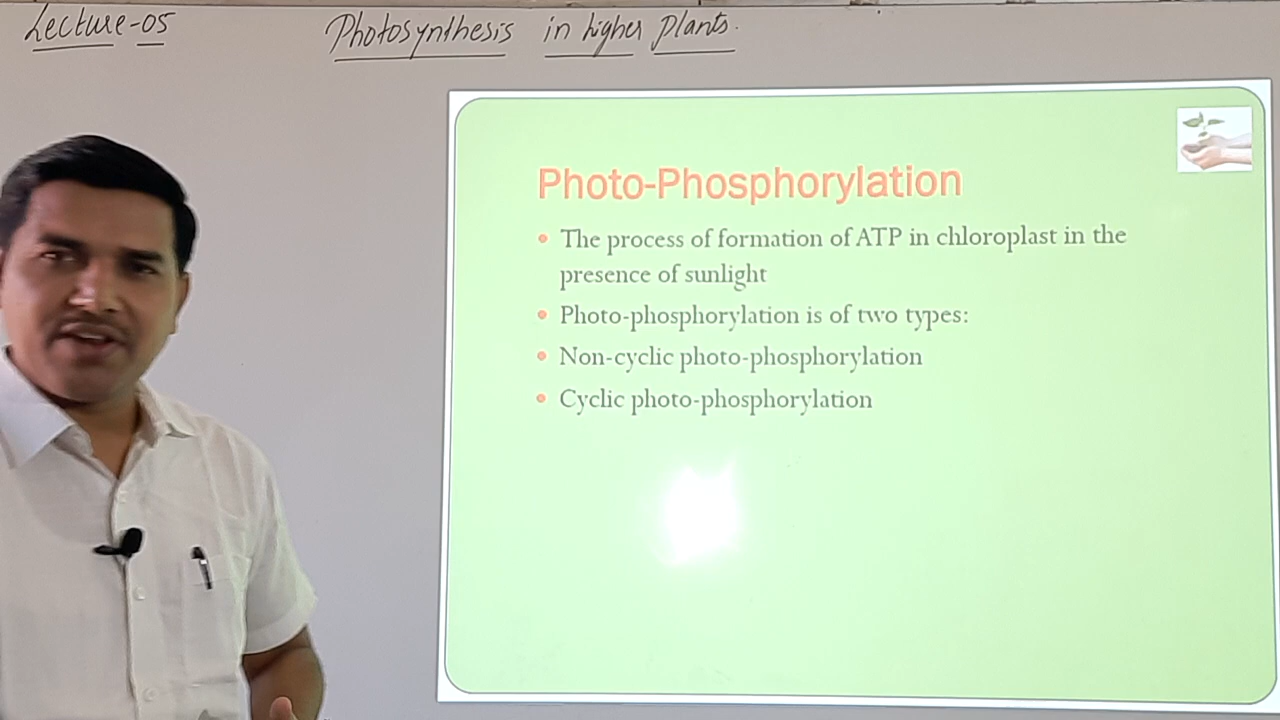 Lecture-05
Photosynthesis in higher plants.
Photo-Phosphorylation
• The process of formation of ATP in chloroplast in the
presence of sunlight
• Photo-phosphorylation is of two types:
• Non-cyclic photo-phosphorylation
• Cyclic photo-phosphorylation